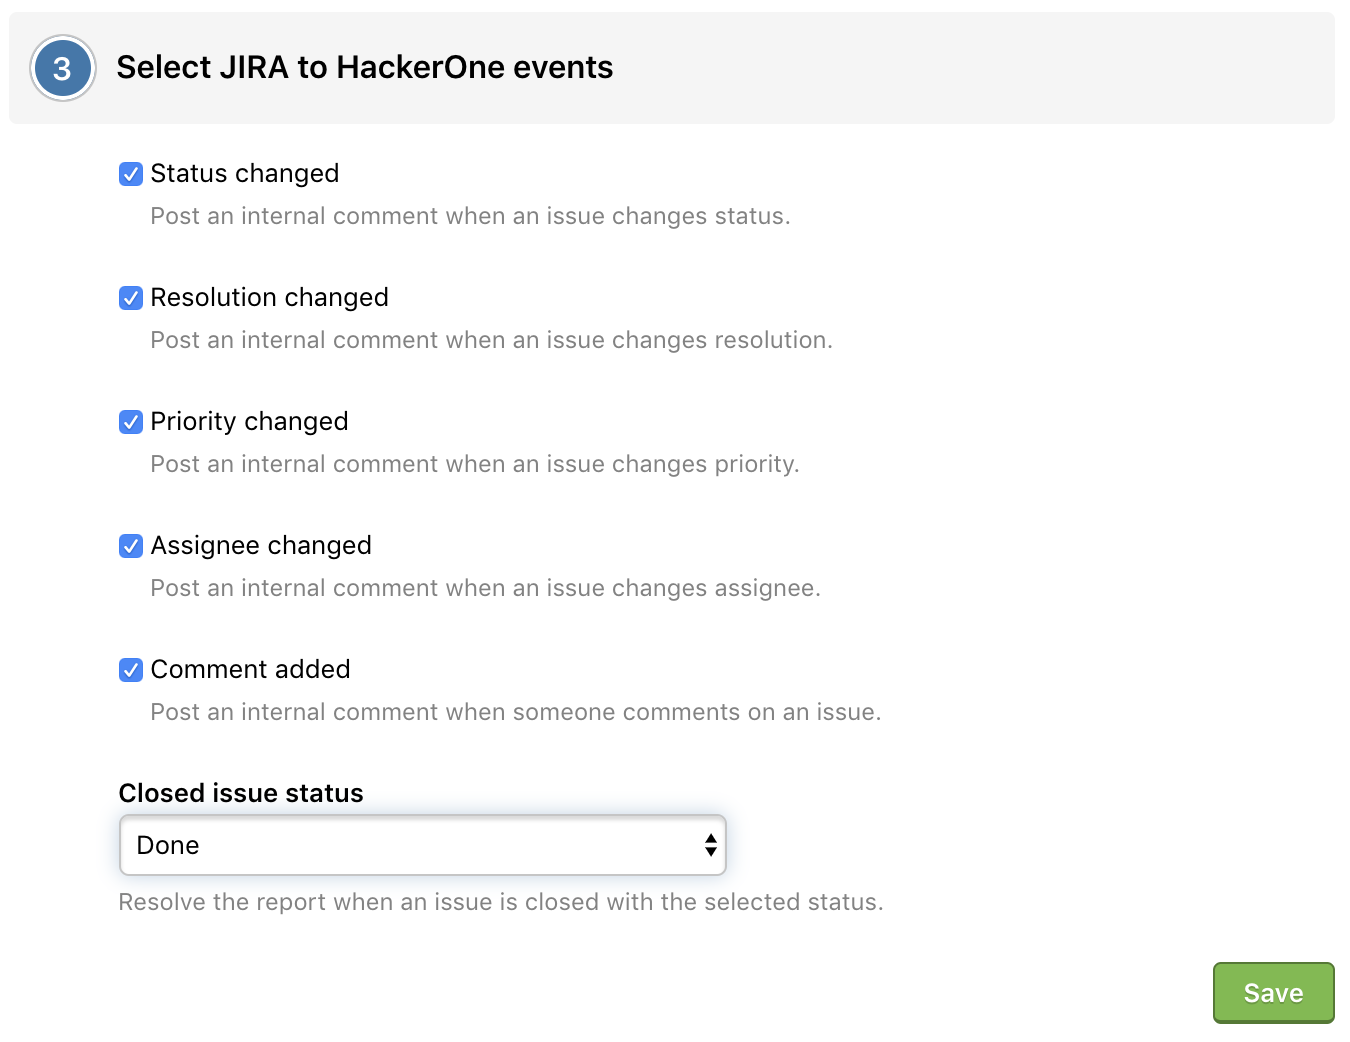 3
Select JIRA to HackerOne events
Status changed
Post an internal comment when an issue changes status.
Resolution changed
Post an internal comment when an issue changes resolution.
Priority changed
Post an internal comment when an issue changes priority.
Assignee changed
Post an internal comment when an issue changes assignee.
Comment added
Post an internal comment when someone comments on an issue.
Closed issue status
Done
Resolve the report when an issue is closed with the selected status.
Save